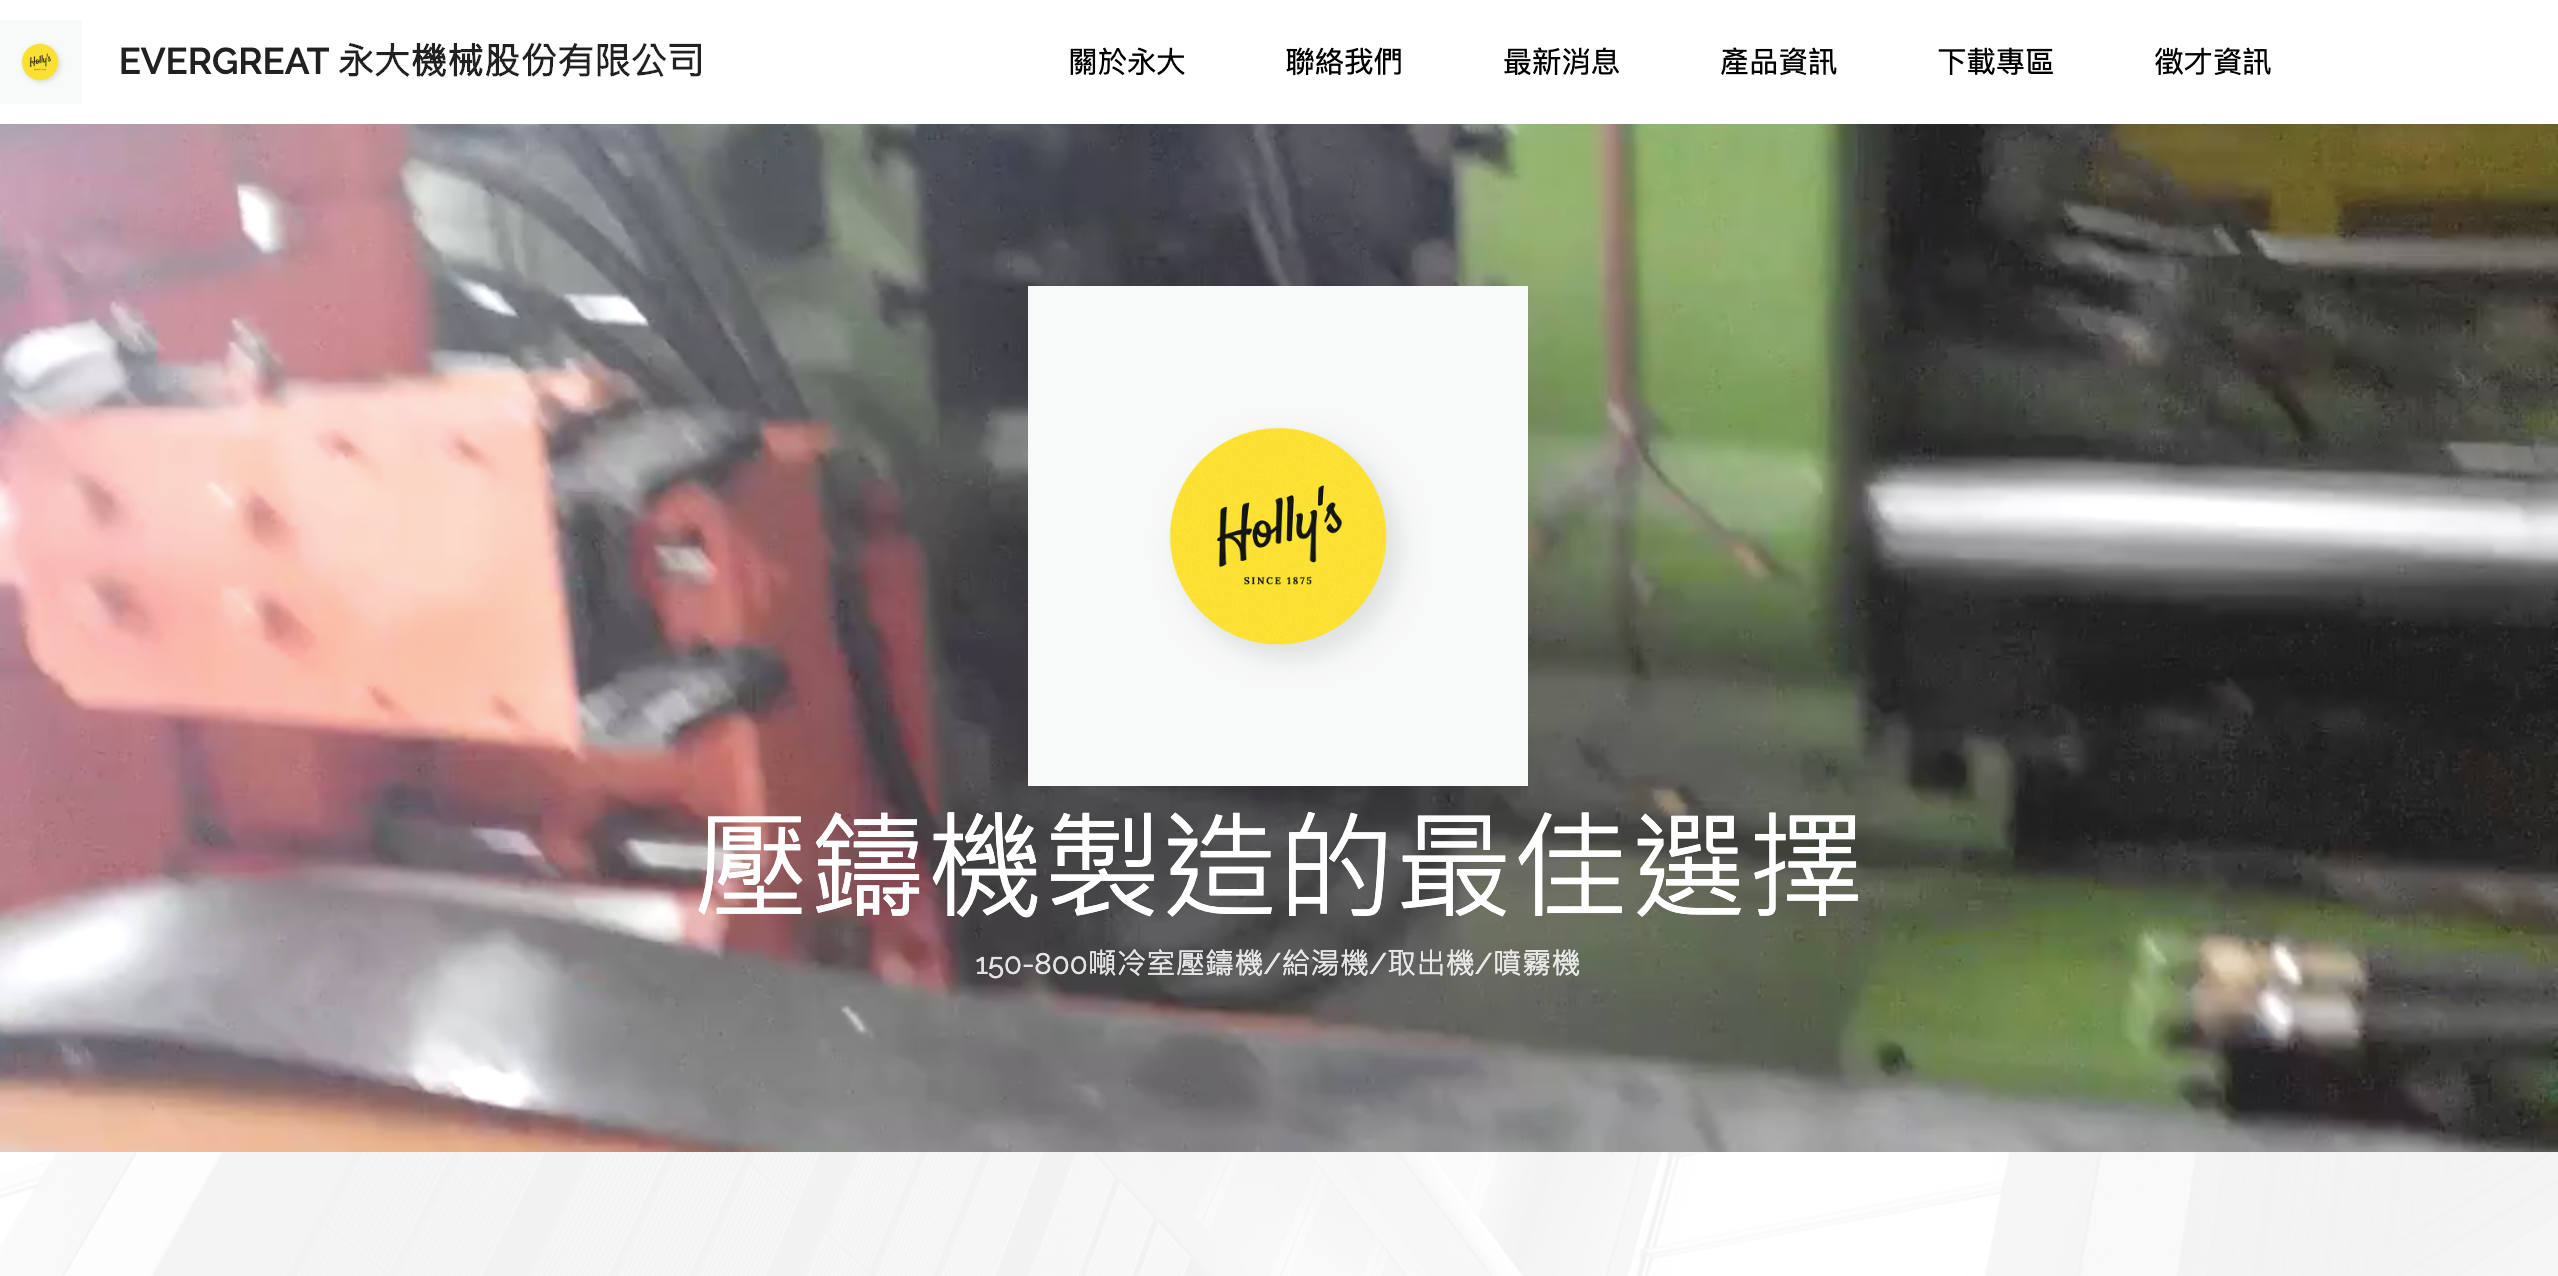 Holly's
EVERGREAT 永大機械股份有限公司
關於永大
聯絡我們
最新消息
產品資訊
下載專區
徵才資訊
Holly's
SINCE 1875
壓鑄機製造的最佳選擇
150-800噸冷室壓鑄機/給湯機/取出機/噴霧機